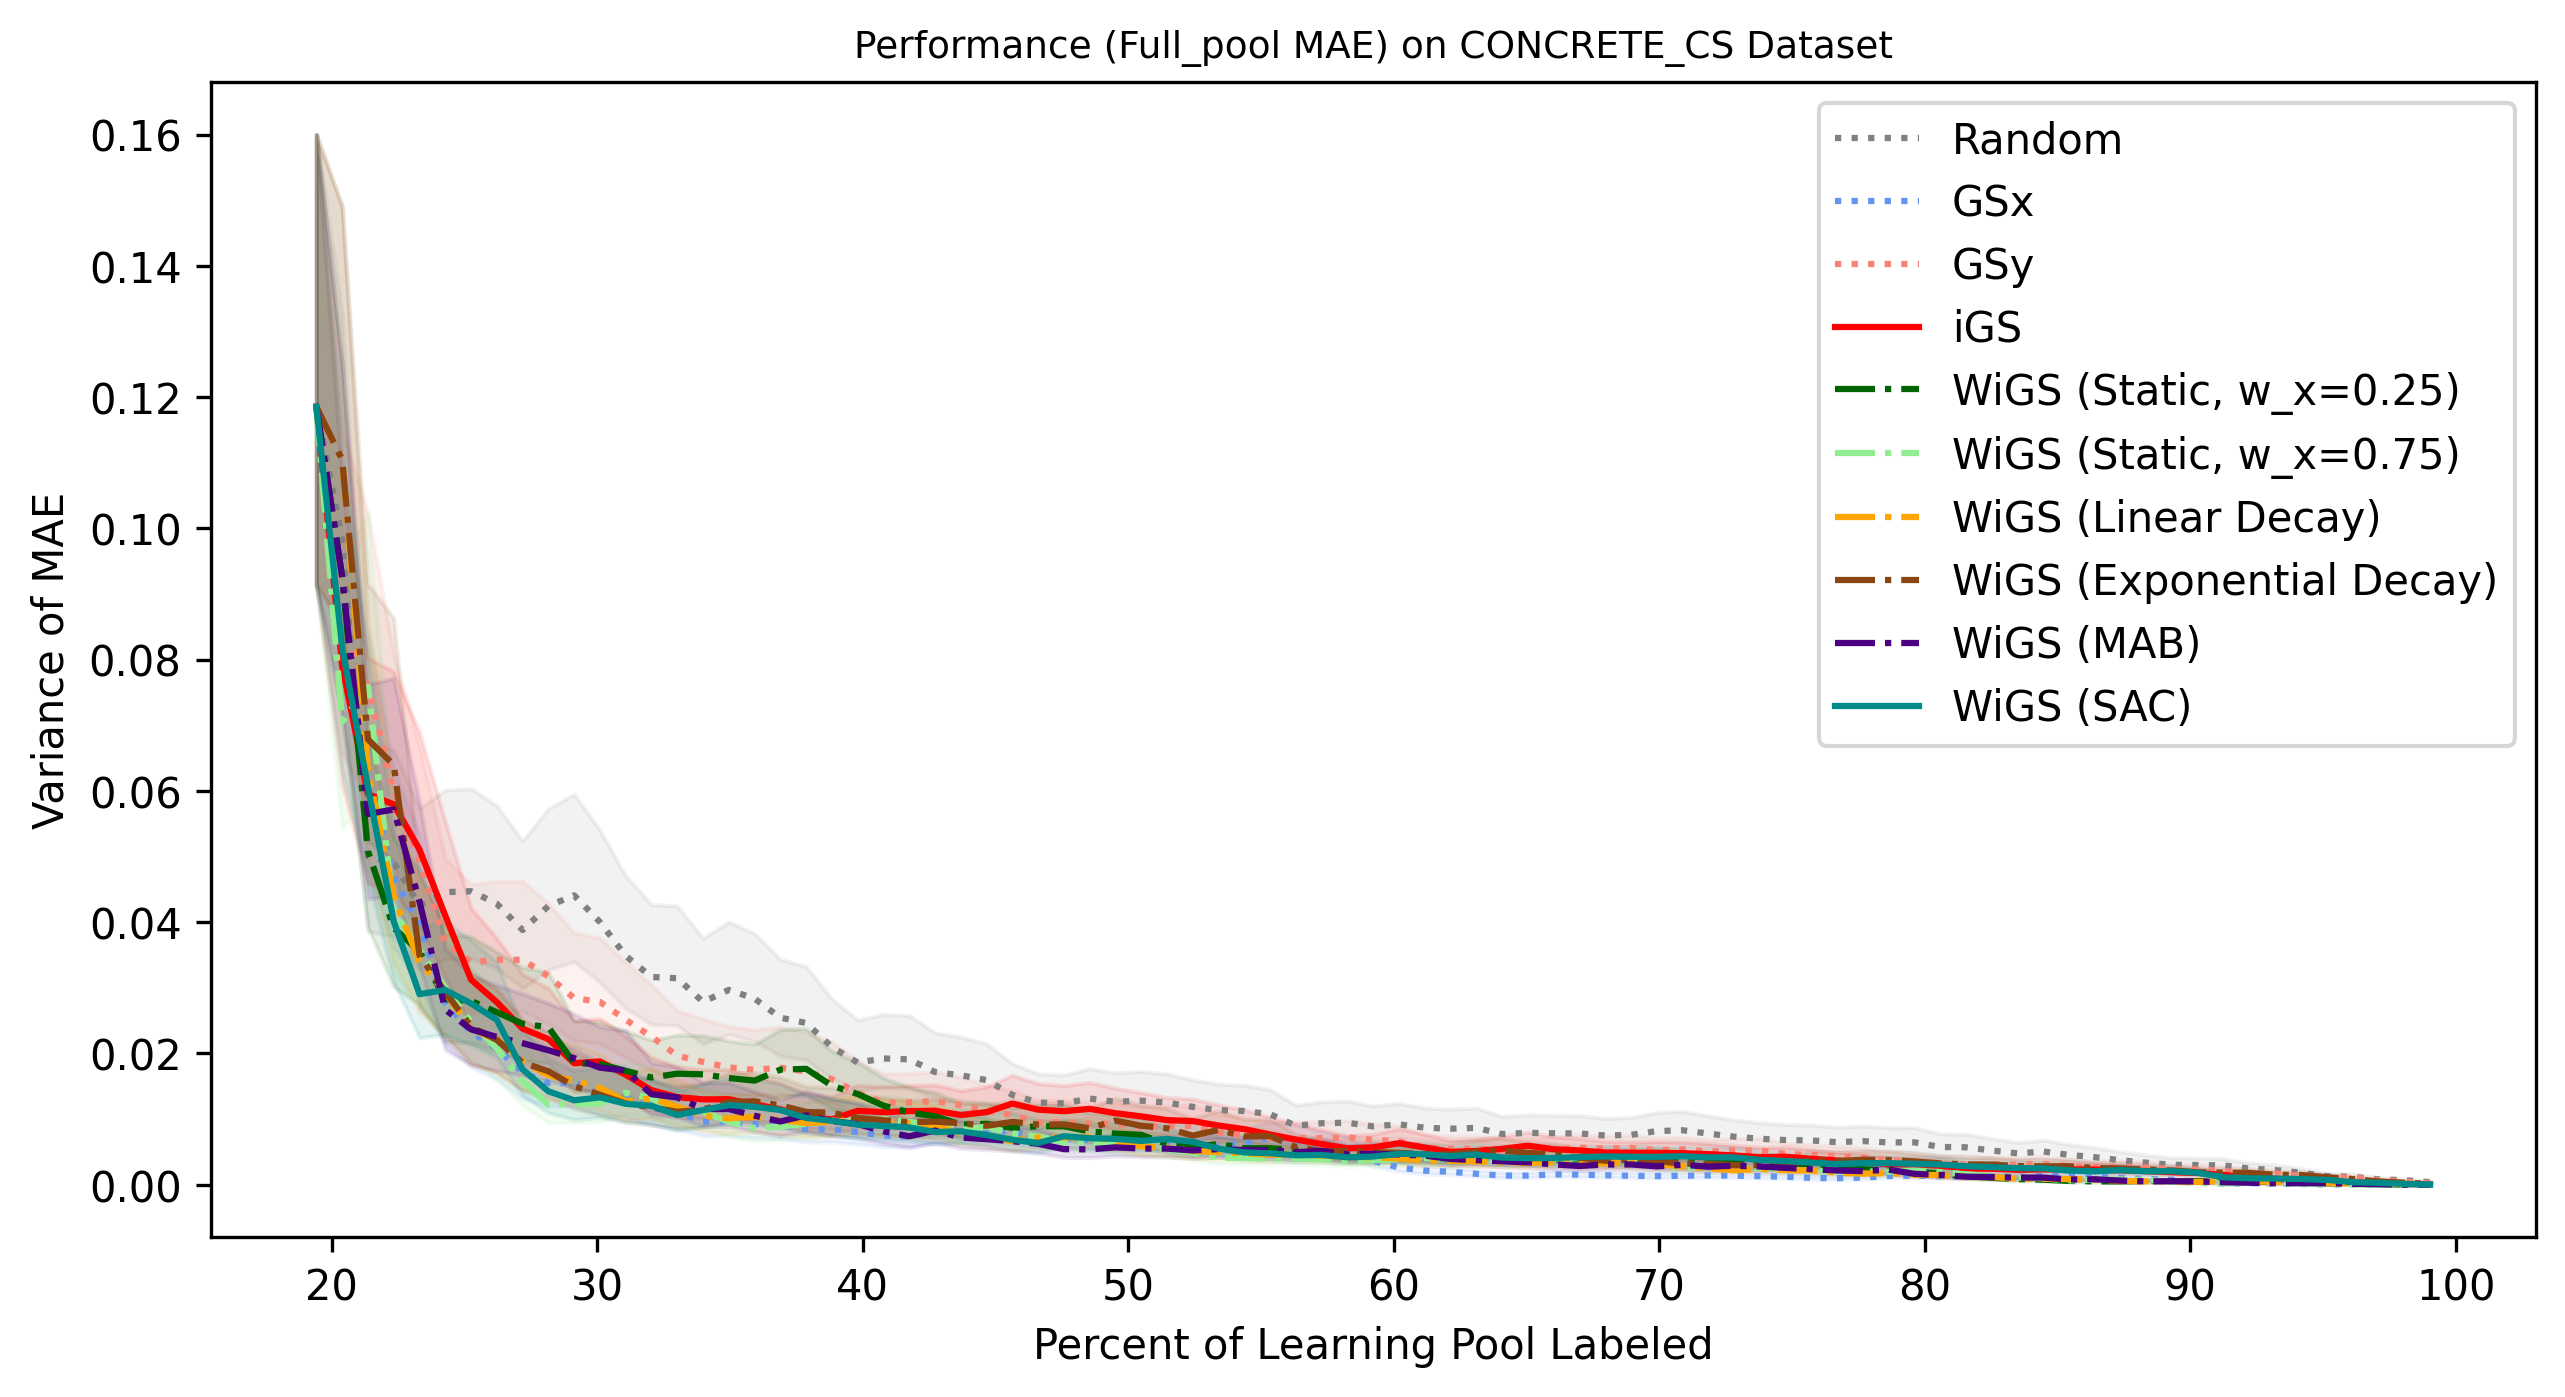 Performance (Full_pool MAE) on CONCRETE_CS Dataset
Variance of MAE
0.16
0.14
0.12
0.10
0.08
0.06
0.04
0.02
0.00
Random
GSx
GSy
iGS
WiGS (Static, w_x=0.25)
WiGS (Static, w_x=0.75)
WiGS (Linear Decay)
WiGS (Exponential Decay)
WiGS (MAB)
WiGS (SAC)
20 30 40 50 60 70 80 90 100
Percent of Learning Pool Labeled